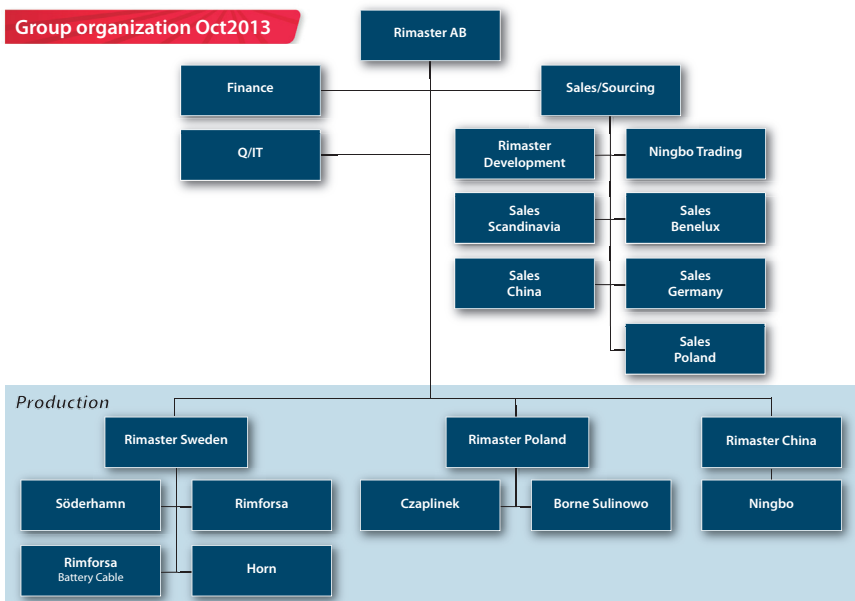 Group organization Oct2013
Rimaster AB
Finance
Sales/Sourcing
Q/IT
Rimaster
Development
Ningbo Trading
Sales
Scandinavia
Sales
Benelux
Sales
China
Sales
Germany
Sales
Poland
Production
Rimaster Sweden
Rimaster Poland
Rimaster China
Söderhamn
Rimforsa
Czaplinek
Borne Sulinowo
Ningbo
Rimforsa
Battery Cable
Horn